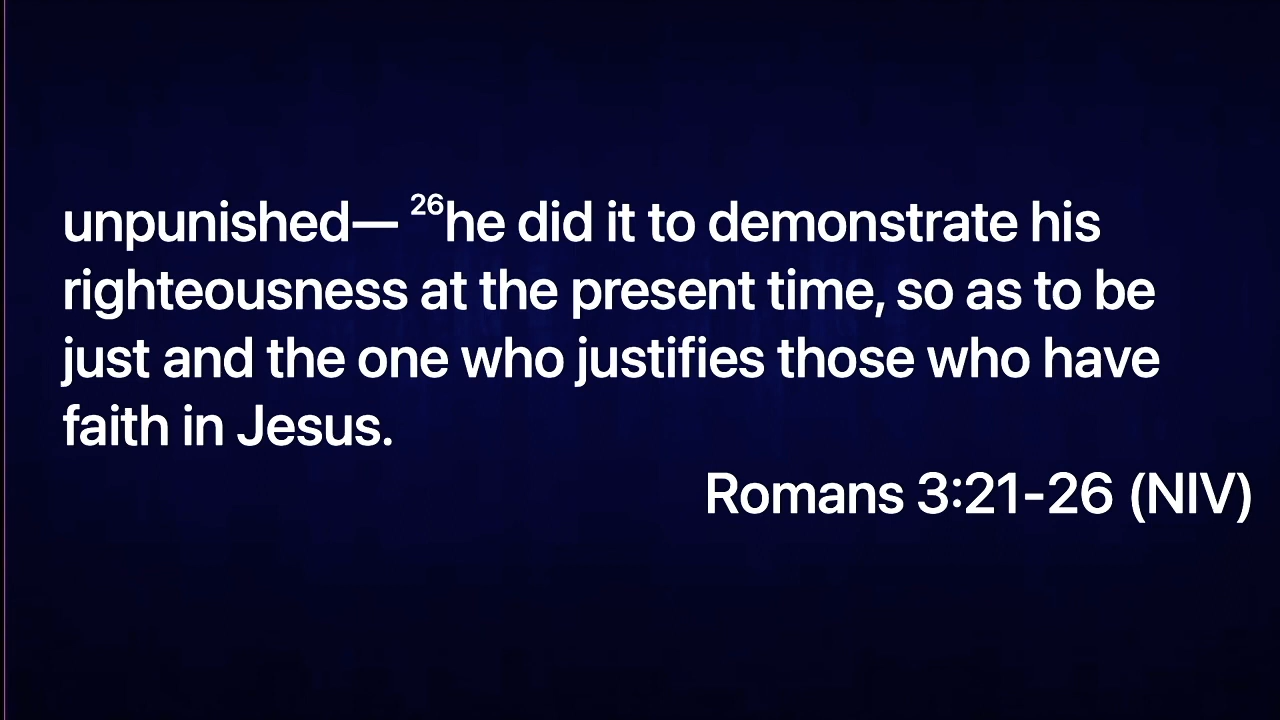 unpunished— 26he did it to demonstrate his
righteousness at the present time, so as to be
just and the one who justifies those who have
faith in Jesus.
Romans 3:21-26 (NIV)